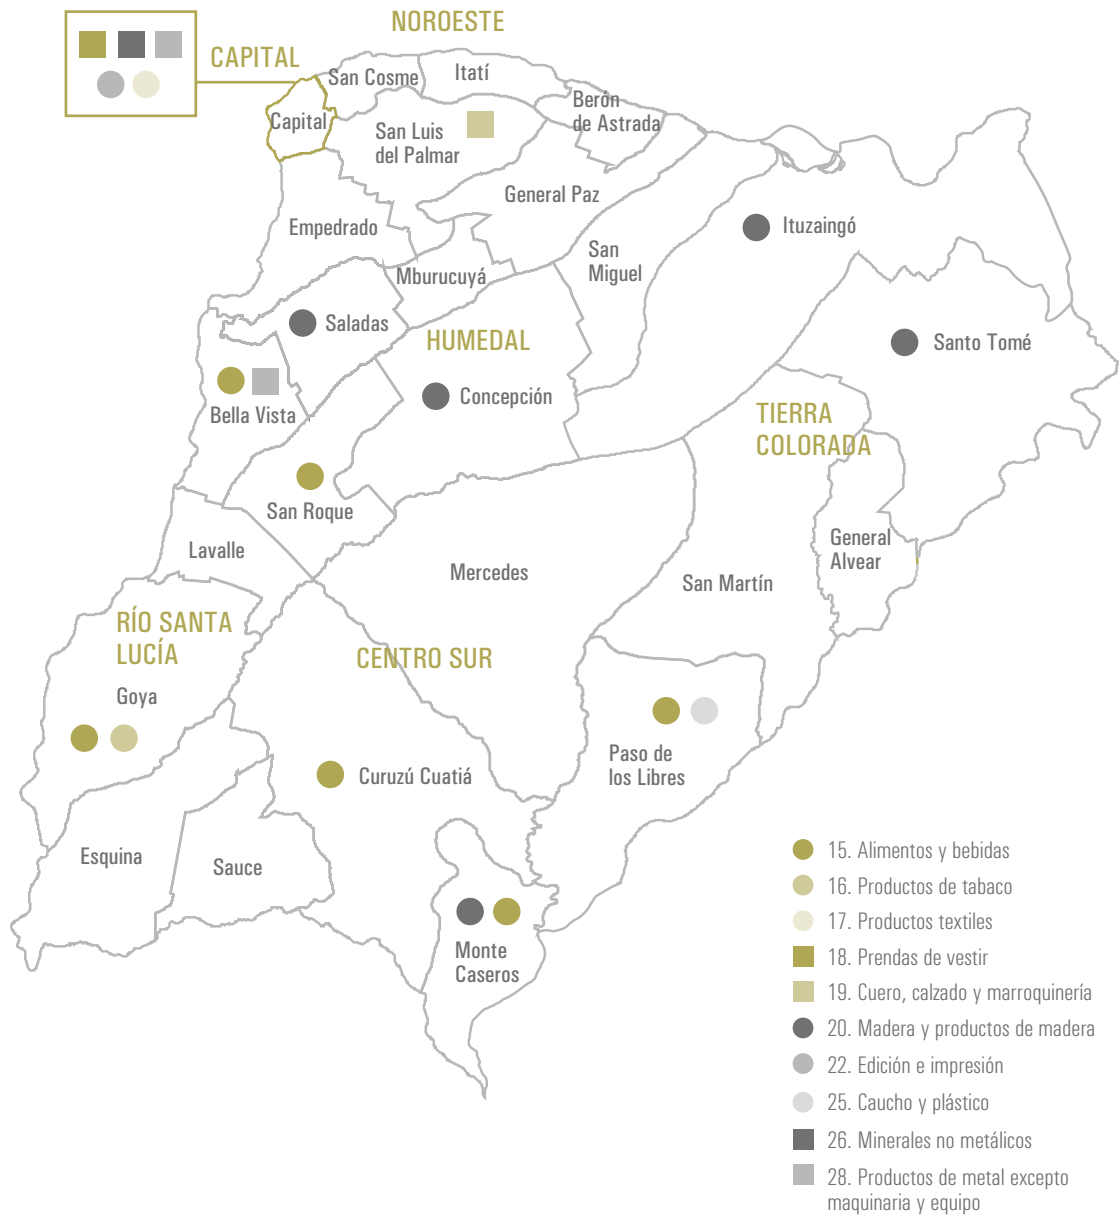 NOROESTE
CAPITAL
San Cosme
Itatí
Capital
San Luis
del Palmar
Berón
de Astrada
General Paz
Empedrado
Ituzaingó
San
Miguel
Mburucuyá
Saladas
HUMEDAL
Santo Tomé
Concepción
Bella Vista
TIERRA
COLORADA
San Roque
Lavalle
General
Alvear
Mercedes
San Martín
RÍO SANTA
LUCÍA
CENTRO SUR
Goya
Paso de
los Libres
Curuzú Cuatiá
Esquina
Sauce
Monte
Caseros
15. Alimentos y bebidas
16. Productos de tabaco
17. Productos textiles
18. Prendas de vestir
19. Cuero, calzado y marroquinería
20. Madera y productos de madera
22. Edición e impresión
25. Caucho y plástico
26. Minerales no metálicos
28. Productos de metal excepto
maquinaria y equipo